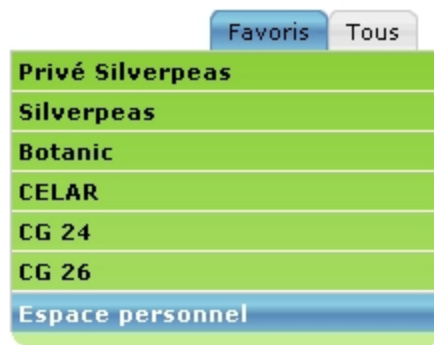 Favoris Tous
Privé Silverpeas
Silverpeas
Botanic
CELAR
CG 24
CG 26
Espace personnel